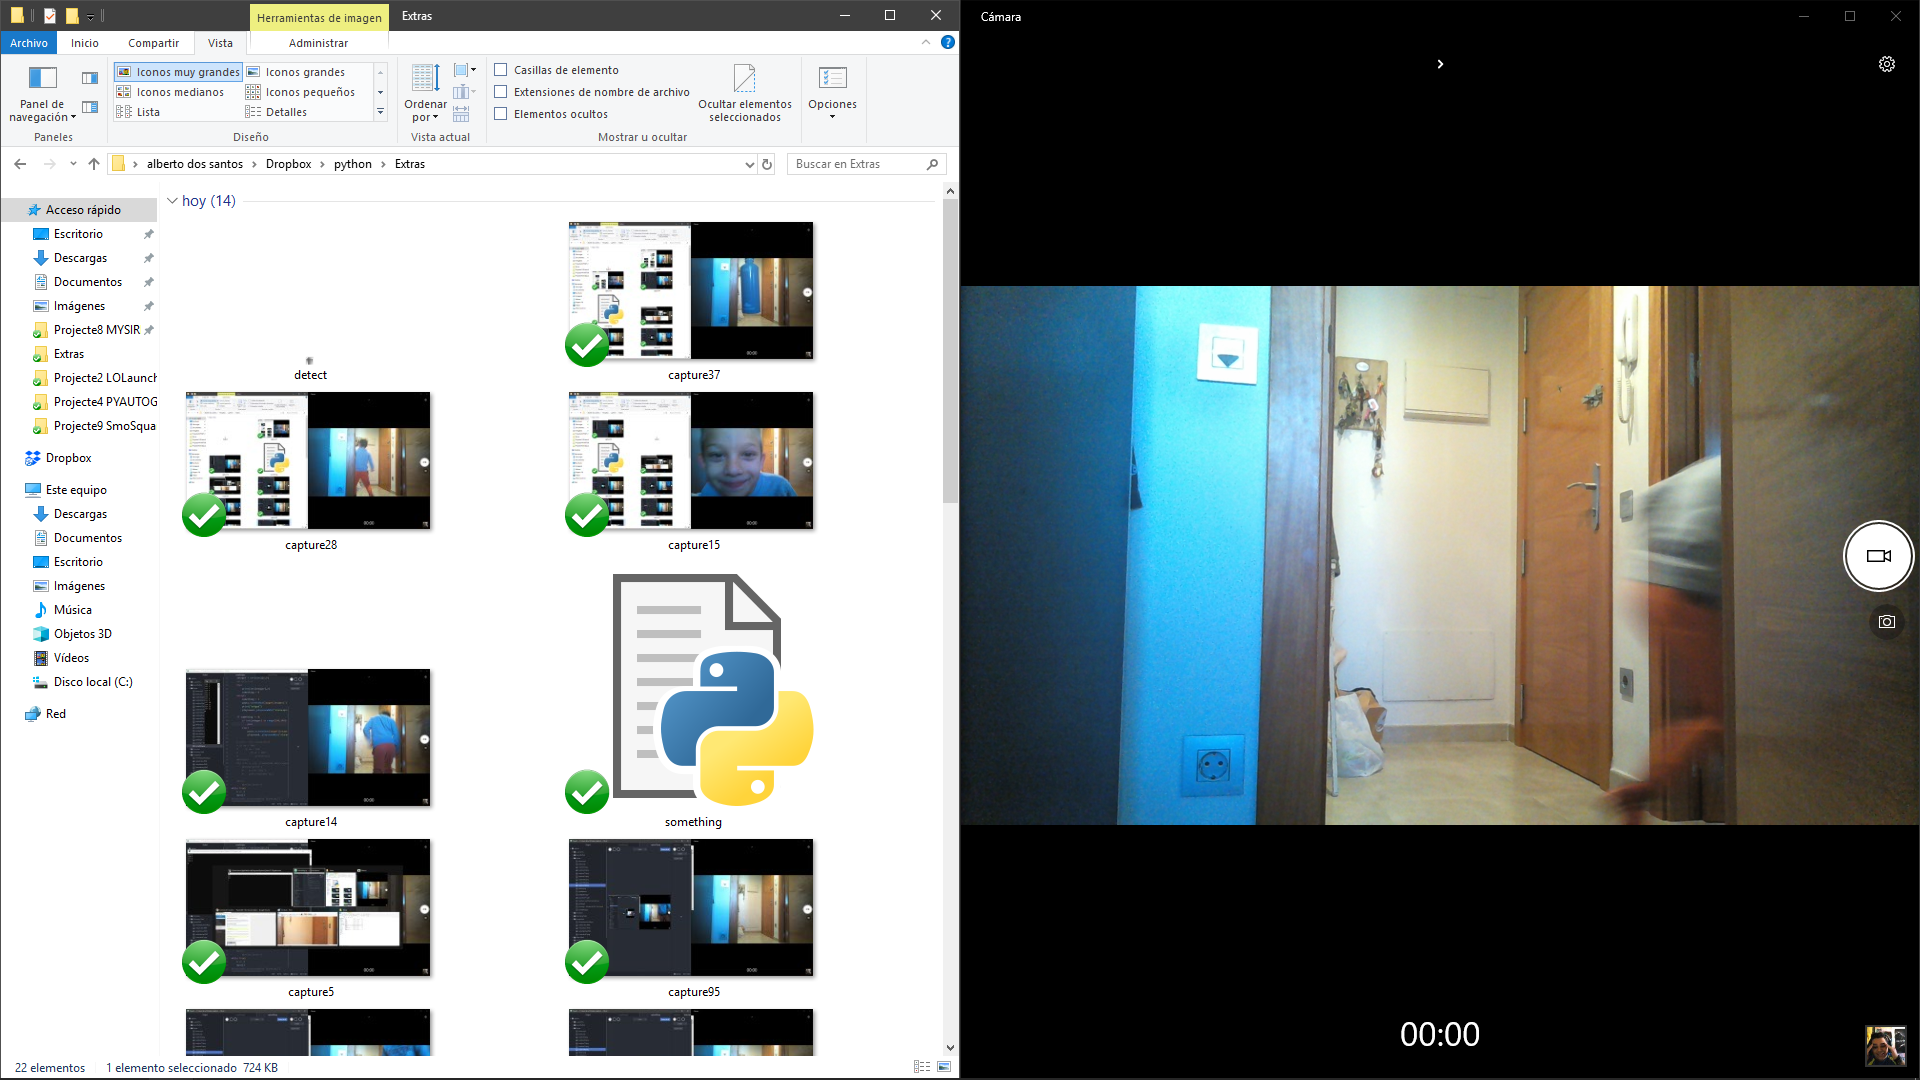 Herramientas de imagen
Extras
Archivo
Inicio
Compartir
Vista
Administrar
Panel de navegación
Paneles
Iconos muy grandes
Iconos grandes
Iconos medianos
Iconos pequeños
Lista
Detalles
Diseño
Ordenar por
Vista actual
Casillas de elemento
Extensiones de nombre de archivo
Elementos ocultos
Ocultar elementos seleccionados
Mostrar u ocultar
Opciones
alberto dos santos
Dropbox
python
Extras
Buscar en Extras
Acceso rápido
Escritorio
Descargas
Documentos
Imágenes
Projecte8 MYSIR
Extras
Projecte2 LOLaunch
Projecte4 PYAUTOG
Projecte9 SmoSqua
Dropbox
Este equipo
Descargas
Documentos
Escritorio
Imágenes
Música
Objetos 3D
Vídeos
Disco local (C:)
Red
hoy (14)
detect
capture37
capture28
capture15
capture14
something
capture5
capture95
22 elementos
1 elemento seleccionado 724 KB
Cámara
00:00